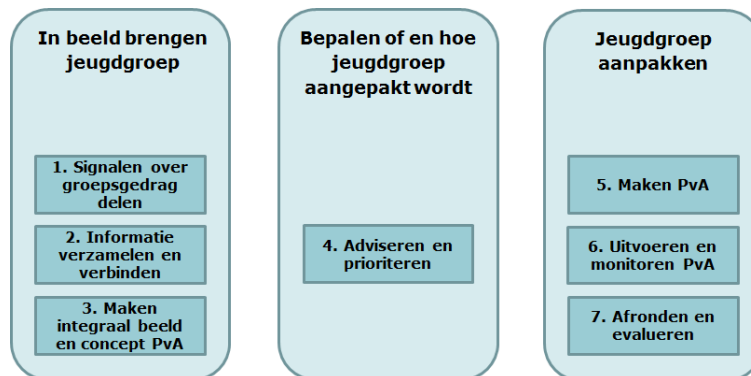 In beeld brengen
jeugdgroep
1. Signalen over
groepsgedrag
delen
2. Informatie
verzamelen en
verbinden
3. Maken
integraal beeld
en concept PvA
Bepalen of en hoe
jeugdgroep
aangepakt wordt
4. Adviseren en
prioriteren
Jeugdgroep
aanpakken
5. Maken PvA
6. Uitvoeren en
monitoren PvA
7. Afronden en
evalueren